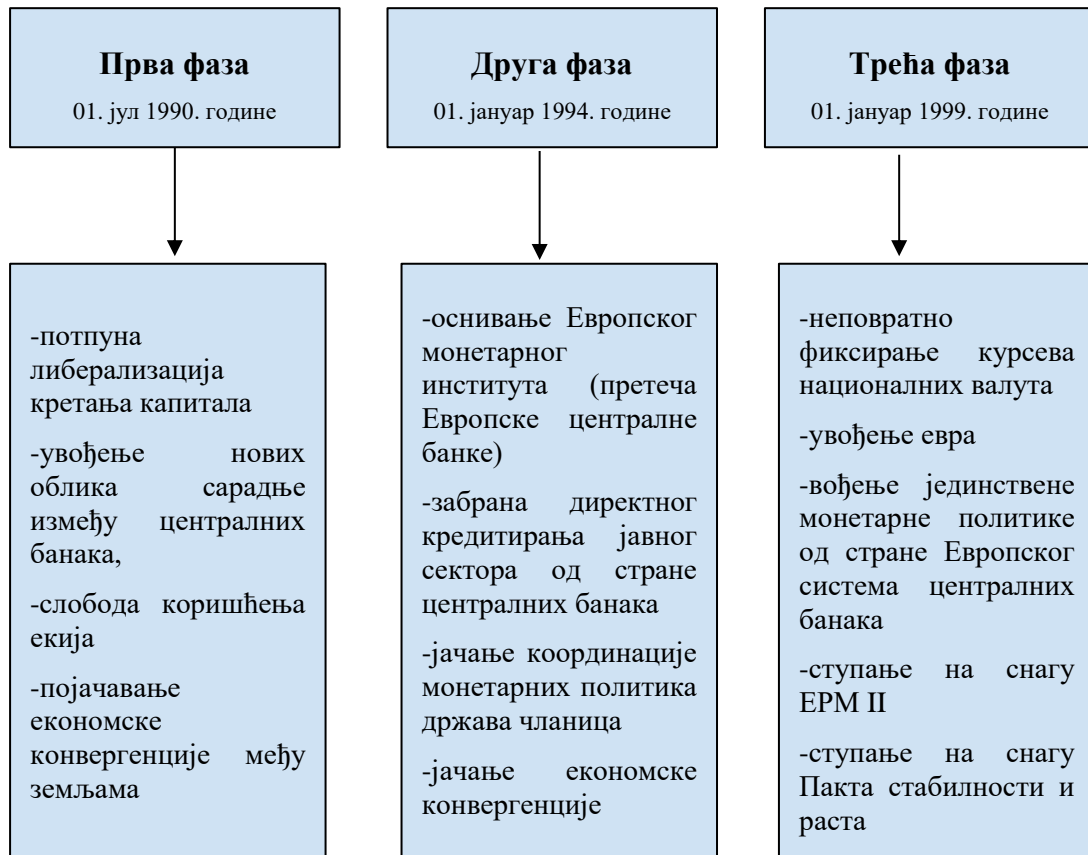 Прва фаза
01. јул 1990. године
Друга фаза
01. јануар 1994. године
Трећа фаза
01. јануар 1999. године
-потпуна
либерализација
кретања капитала
-увођење нових
облика сарадње
између централних
банака,
-слобода коришћења
екија
-појачавање
економске
конвергенције међу
земљама
-оснивање Европског
монетарног
института (претеча
Европске централне
банке)
-забрана директног
кредитирања јавног
сектора од стране
централних банака
-јачање координације
монетарних политика
држава чланица
-јачање економске
конвергенције
-неповратно
фиксирање курсева
националних валута
-увођење евра
-вођење јединствене
монетарне политике
од стране Европског
система централних
банака
-ступање на снагу
ЕРМ II
-ступање на снагу
Пакта стабилности и
раста